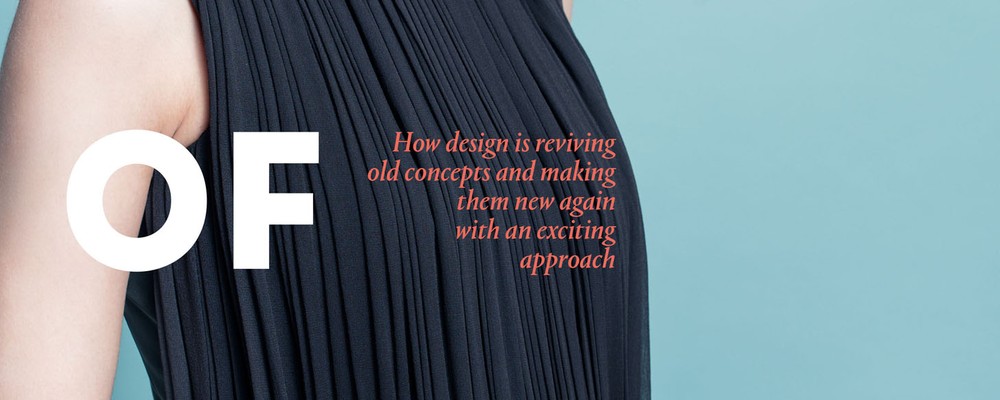 OF
How design is reviving
old concepts and making
them new again
with an exciting
approach